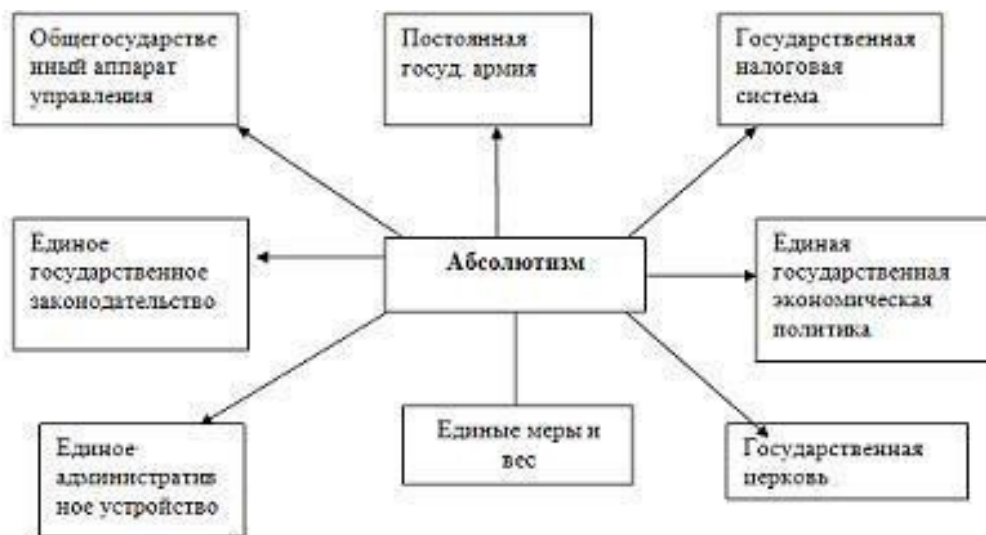 Общегосударстве
нный аппарат
управления
Постоянная
госуд. армия
Государственная
налоговая
система
Единое
государственное
законодательство
Абсолютизм
Единая
государственная
экономическая
политика
Единое
административ
ное устройство
Единые меры и
вес
Государственная
церковь